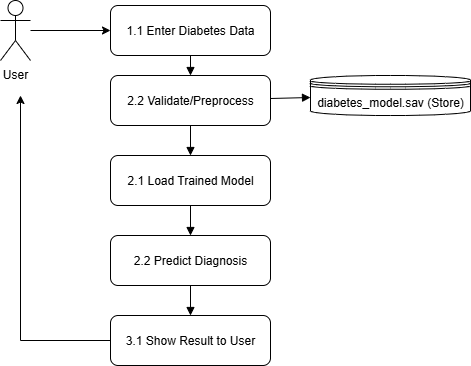 1.1 Enter Diabetes Data
User
2.2 Validate/Preprocess
diabetes_model.sav (Store)
2.1 Load Trained Model
2.2 Predict Diagnosis
3.1 Show Result to User